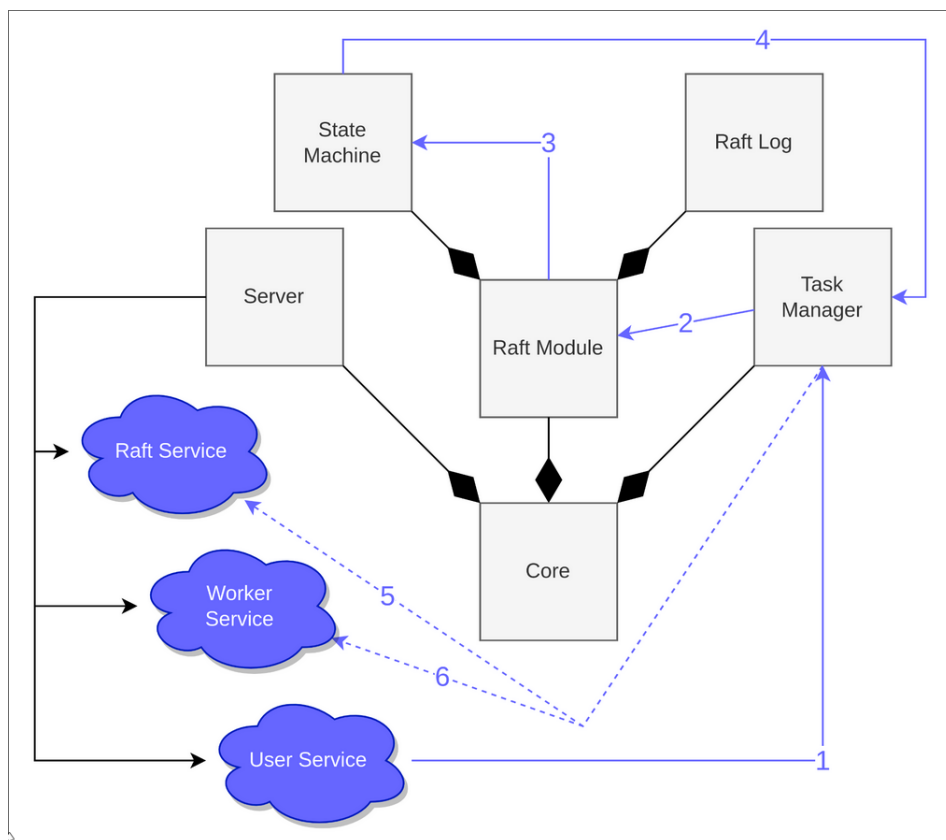 4
State
Machine
3
Raft Log
Server
Task
Manager
2
Raft Module
Raft Service
Core
Worker
Service
5
6
User Service
1